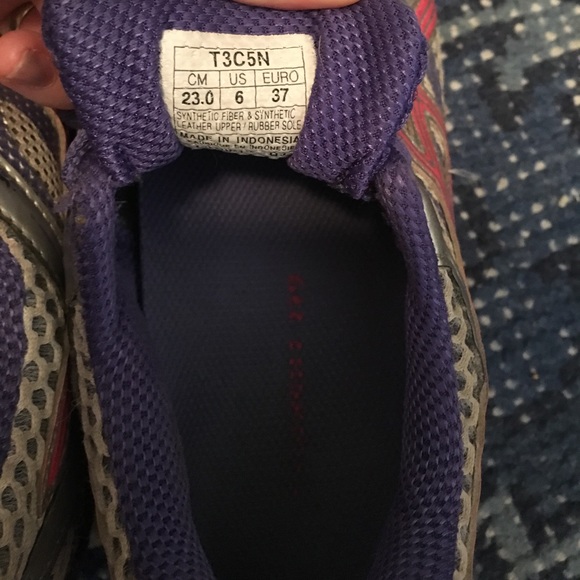 T3C5N
CM US EURO
23.0 6 37
SYNTHETIC FIBER & SYNTHETIC
LEATHER UPPER / RUBBER SOLE
MADE IN INDONESIA